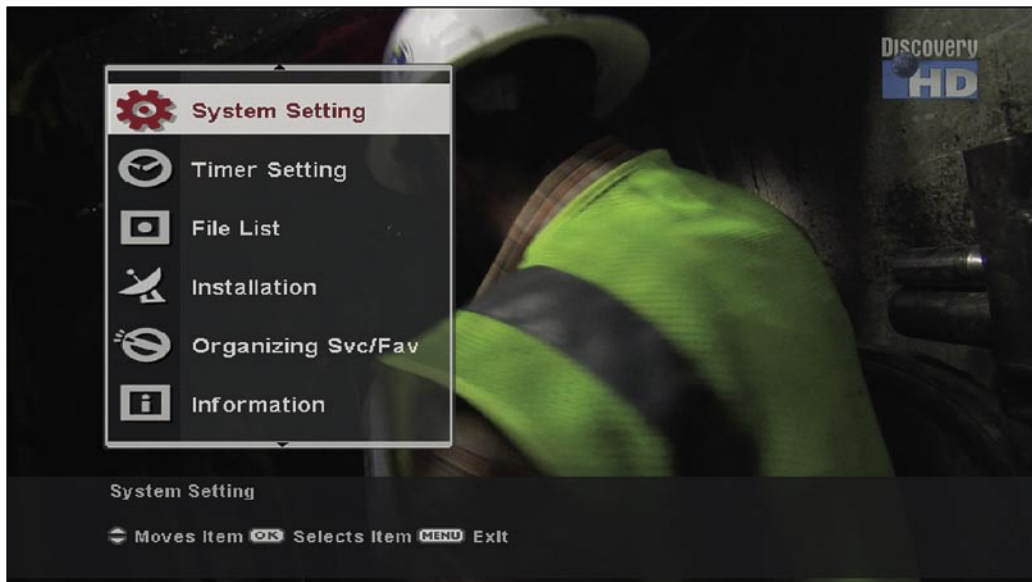 Discovery
HD
System Setting
Timer Setting
File List
Installation
Organizing Svc/Fav
Information
System Setting
Moves Item OK Selects Item MENU Exit